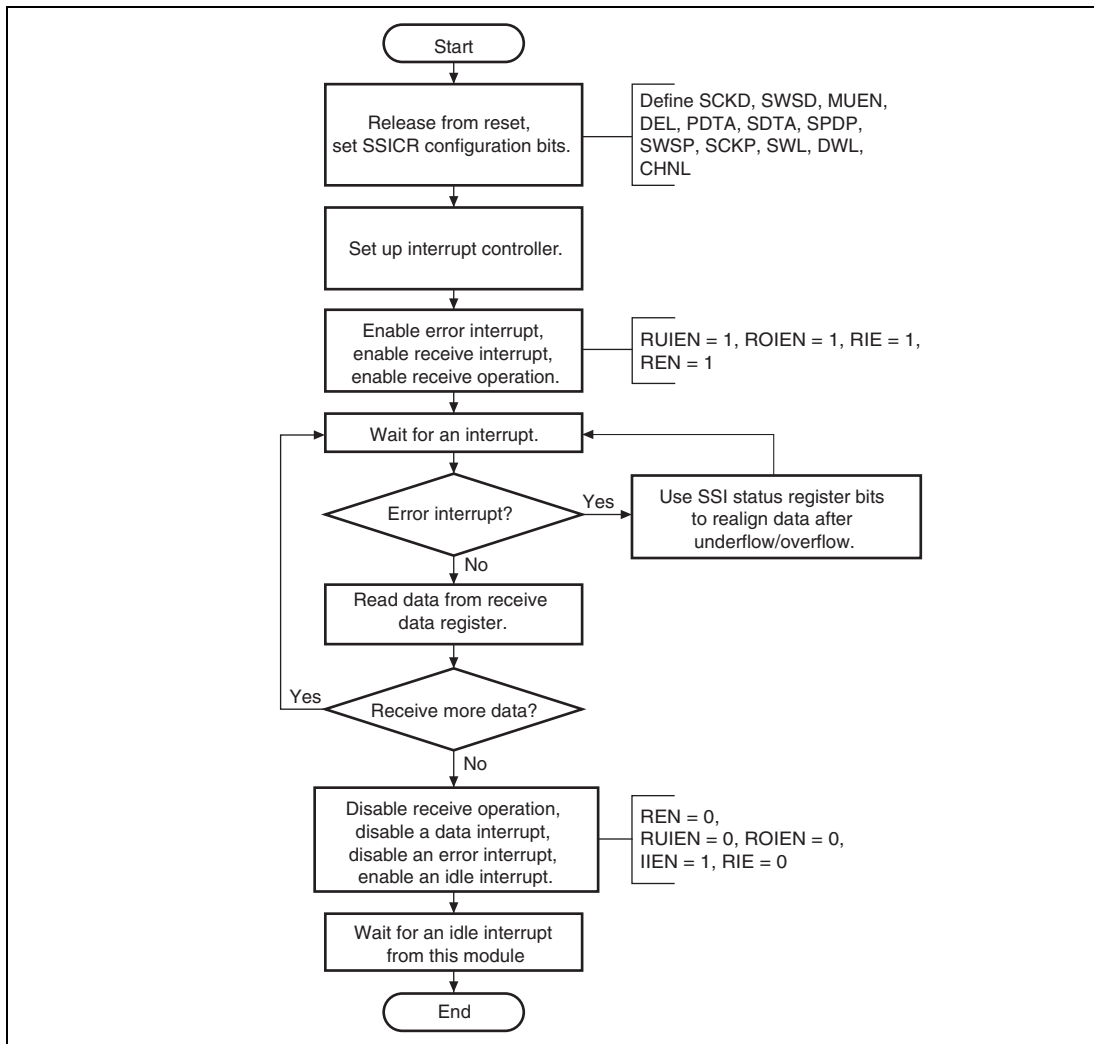 Start
Release from reset,
set SSICR configuration bits.
Define SCKD, SWSD, MUEN,
DEL, PDTA, SDTA, SPDP,
SWSP, SCKP, SWL, DWL,
CHNL
Set up interrupt controller.
Enable error interrupt,
enable receive interrupt,
enable receive operation.
RUIEN = 1, ROIEN = 1, RIE = 1,
REN = 1
Wait for an interrupt.
Error interrupt?
Yes
Use SSI status register bits
to realign data after
underflow/overflow.
No
Read data from receive
data register.
Yes
Receive more data?
No
Disable receive operation,
disable a data interrupt,
disable an error interrupt,
enable an idle interrupt.
REN = 0,
RUIEN = 0, ROIEN = 0,
IIEN = 1, RIE = 0
Wait for an idle interrupt
from this module
End